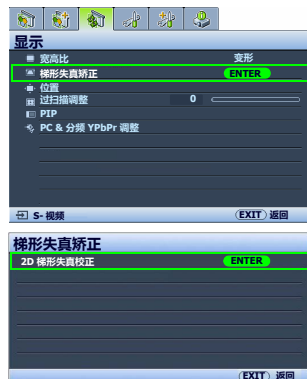 显示
宽高比 变形
梯形失真矫正 ENTER
位置
过扫描调整 0
PIP
PC & 分频 YPbPr 调整
S- 视频 EXIT 返回
梯形失真矫正
2D 梯形失真校正 ENTER
EXIT 返回